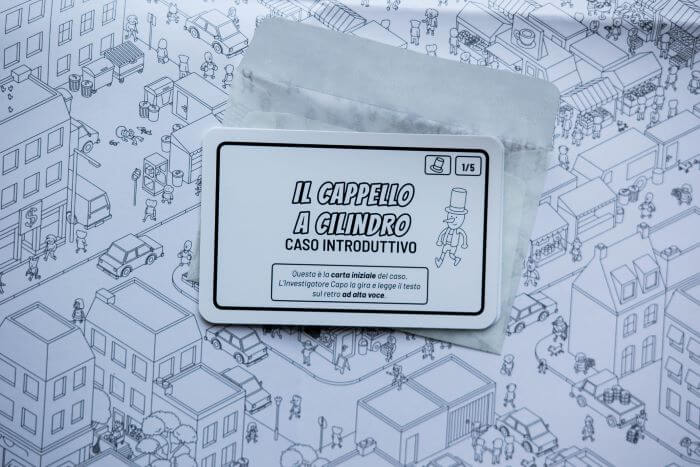 1/5
IL CAPPELLO
A CILINDRO
CASO INTRODUTTIVO
Questa è la carta iniziale del caso.
L'Investigatore Capo la gira e legge il testo
sul retro ad alta voce.
$